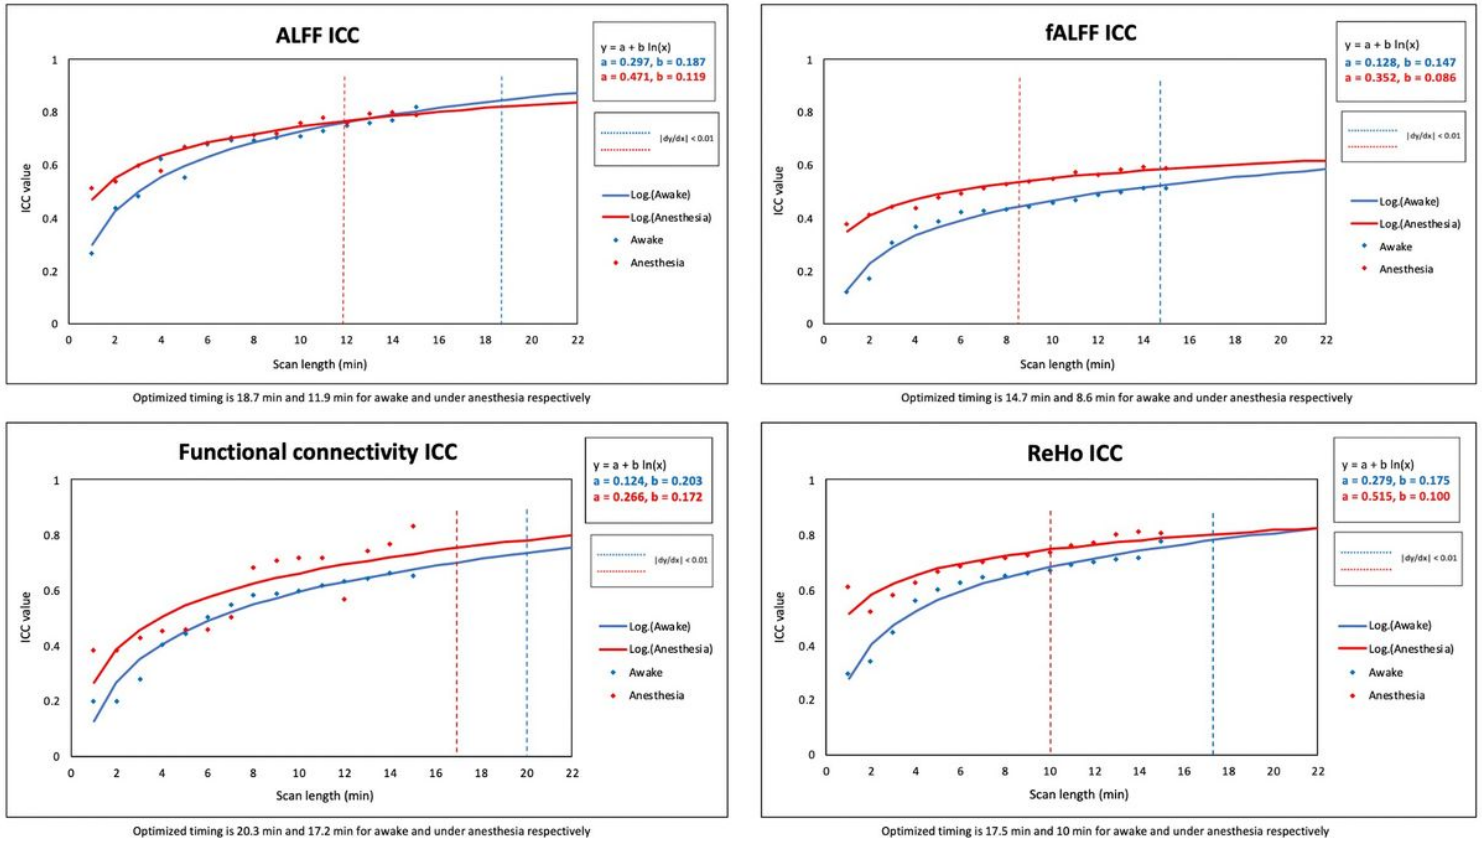 ALFF ICC
y = a + b ln(x)
a = 0.297, b = 0.187
a = 0.471, b = 0.119
|dy/dx| < 0.01
Log.(Awake)
Log.(Anesthesia)
Awake
Anesthesia
ICC value
1
0.8
0.6
0.4
0.2
0
0 2 4 6 8 10 12 14 16 18 20 22
Scan length (min)
Optimized timing is 18.7 min and 11.9 min for awake and under anesthesia respectively
fALFF ICC
y = a + b ln(x)
a = 0.128, b = 0.147
a = 0.352, b = 0.086
|dy/dx| < 0.01
Log.(Awake)
Log.(Anesthesia)
Awake
Anesthesia
ICC value
1
0.8
0.6
0.4
0.2
0
0 2 4 6 8 10 12 14 16 18 20 22
Scan length (min)
Optimized timing is 14.7 min and 8.6 min for awake and under anesthesia respectively
Functional connectivity ICC
y = a + b ln(x)
a = 0.124, b = 0.203
a = 0.266, b = 0.172
|dy/dx| < 0.01
Log.(Awake)
Log.(Anesthesia)
Awake
Anesthesia
ICC value
1
0.8
0.6
0.4
0.2
0
0 2 4 6 8 10 12 14 16 18 20 22
Scan length (min)
Optimized timing is 20.3 min and 17.2 min for awake and under anesthesia respectively
ReHo ICC
y = a + b ln(x)
a = 0.279, b = 0.175
a = 0.515, b = 0.100
|dy/dx| < 0.01
Log.(Awake)
Log.(Anesthesia)
Awake
Anesthesia
ICC value
1
0.8
0.6
0.4
0.2
0
0 2 4 6 8 10 12 14 16 18 20 22
Scan length (min)
Optimized timing is 17.5 min and 10 min for awake and under anesthesia respectively